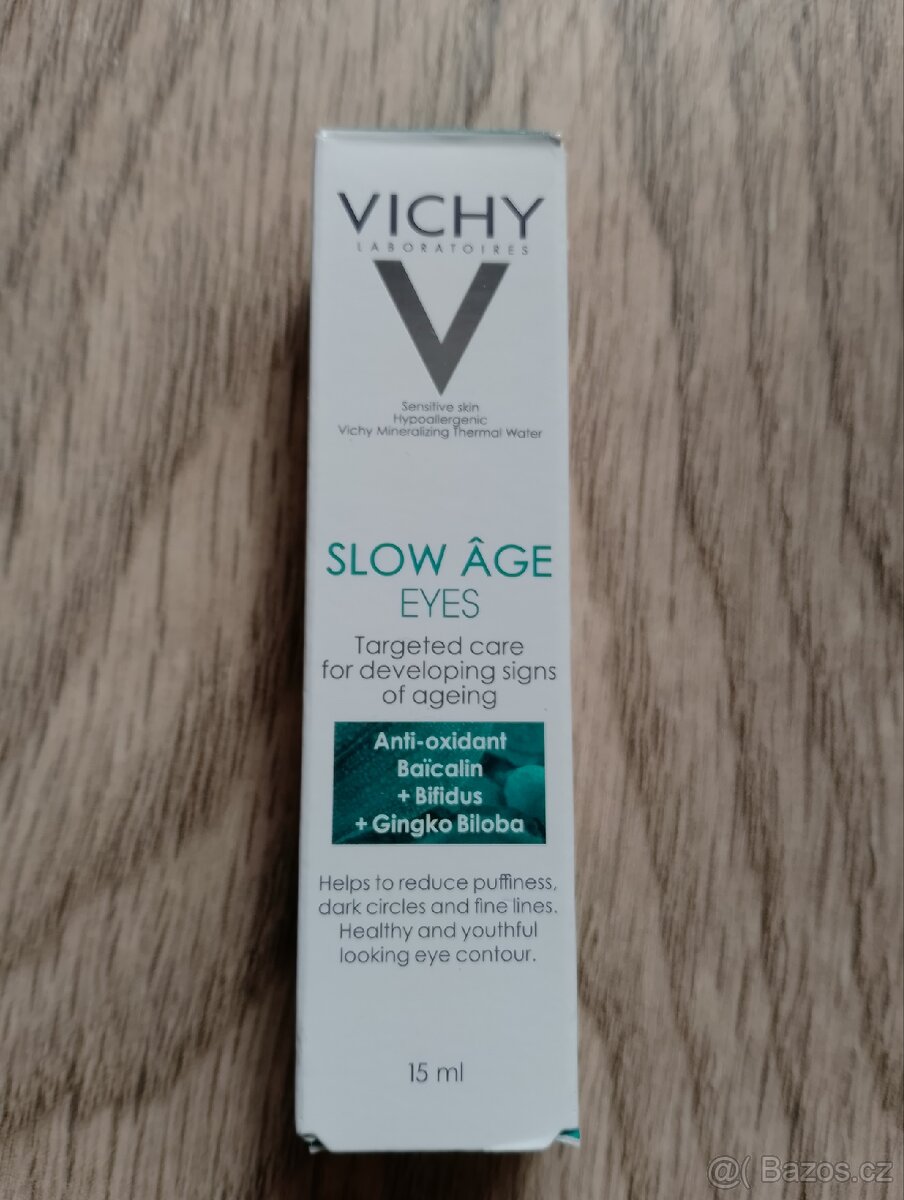 VICHY
LABORATOIRES
V
Sensitive skin
Hypoallergenic
Vichy Mineralizing Thermal Water
SLOW ÂGE
EYES
Targeted care
for developing signs
of ageing
Anti-oxidant
Baïcalin
+ Bifidus
+ Gingko Biloba
Helps to reduce puffiness,
dark circles and fine lines.
Healthy and youthful
looking eye contour.
15 ml
@( Bazos.cz